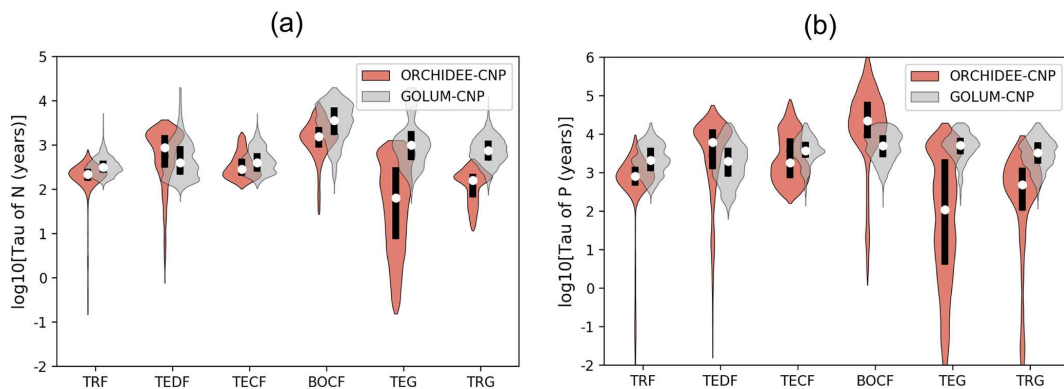 (a)
log10[Tau of N (years)]
5
4
3
2
1
0
-1
-2
ORCHIDEE-CNP
GOLUM-CNP
TRF TEDF TECF BOCF TEG TRG
(b)
log10[Tau of P (years)]
6
5
4
3
2
1
0
-1
-2
ORCHIDEE-CNP
GOLUM-CNP
TRF TEDF TECF BOCF TEG TRG